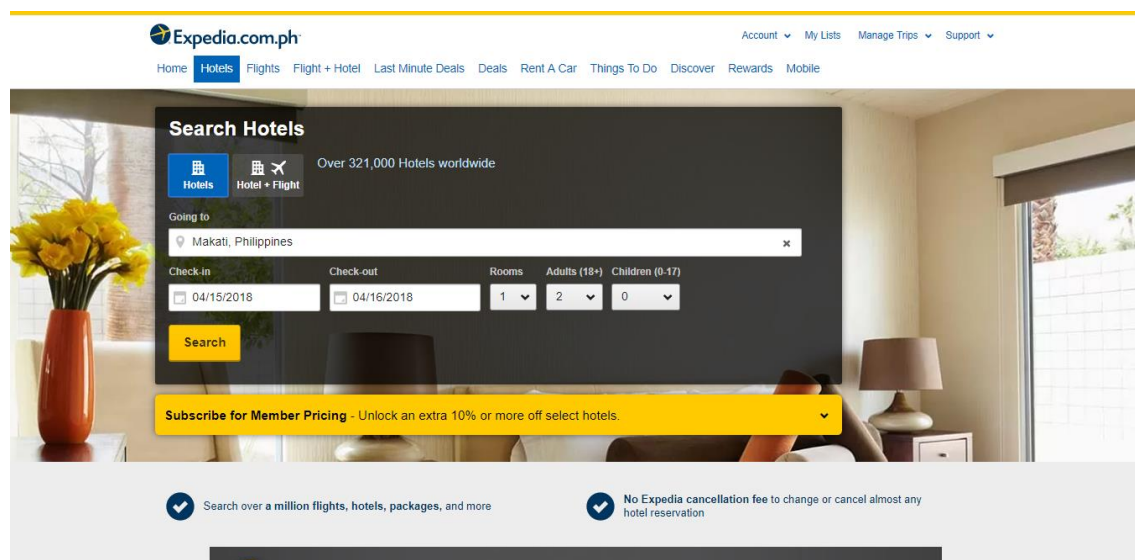 Expedia.com.ph
Account My Lists Manage Trips Support
Home Hotels Flights Flight + Hotel Last Minute Deals Deals Rent A Car Things To Do Discover Rewards Mobile
Search Hotels
Hotels
Hotel + Flight
Over 321,000 Hotels worldwide
Going to
Makati, Philippines
Check-in Check-out Rooms Adults (18+) Children (0-17)
04/15/2018 04/16/2018 1 2 0
Search
Subscribe for Member Pricing - Unlock an extra 10% or more off select hotels.
Search over a million flights, hotels, packages, and more
No Expedia cancellation fee to change or cancel almost any
hotel reservation